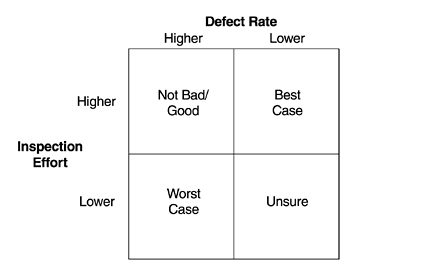 Defect Rate
Higher Lower
Higher
Not Bad/
Good
Best
Case
Inspection
Effort
Lower
Worst
Case
Unsure